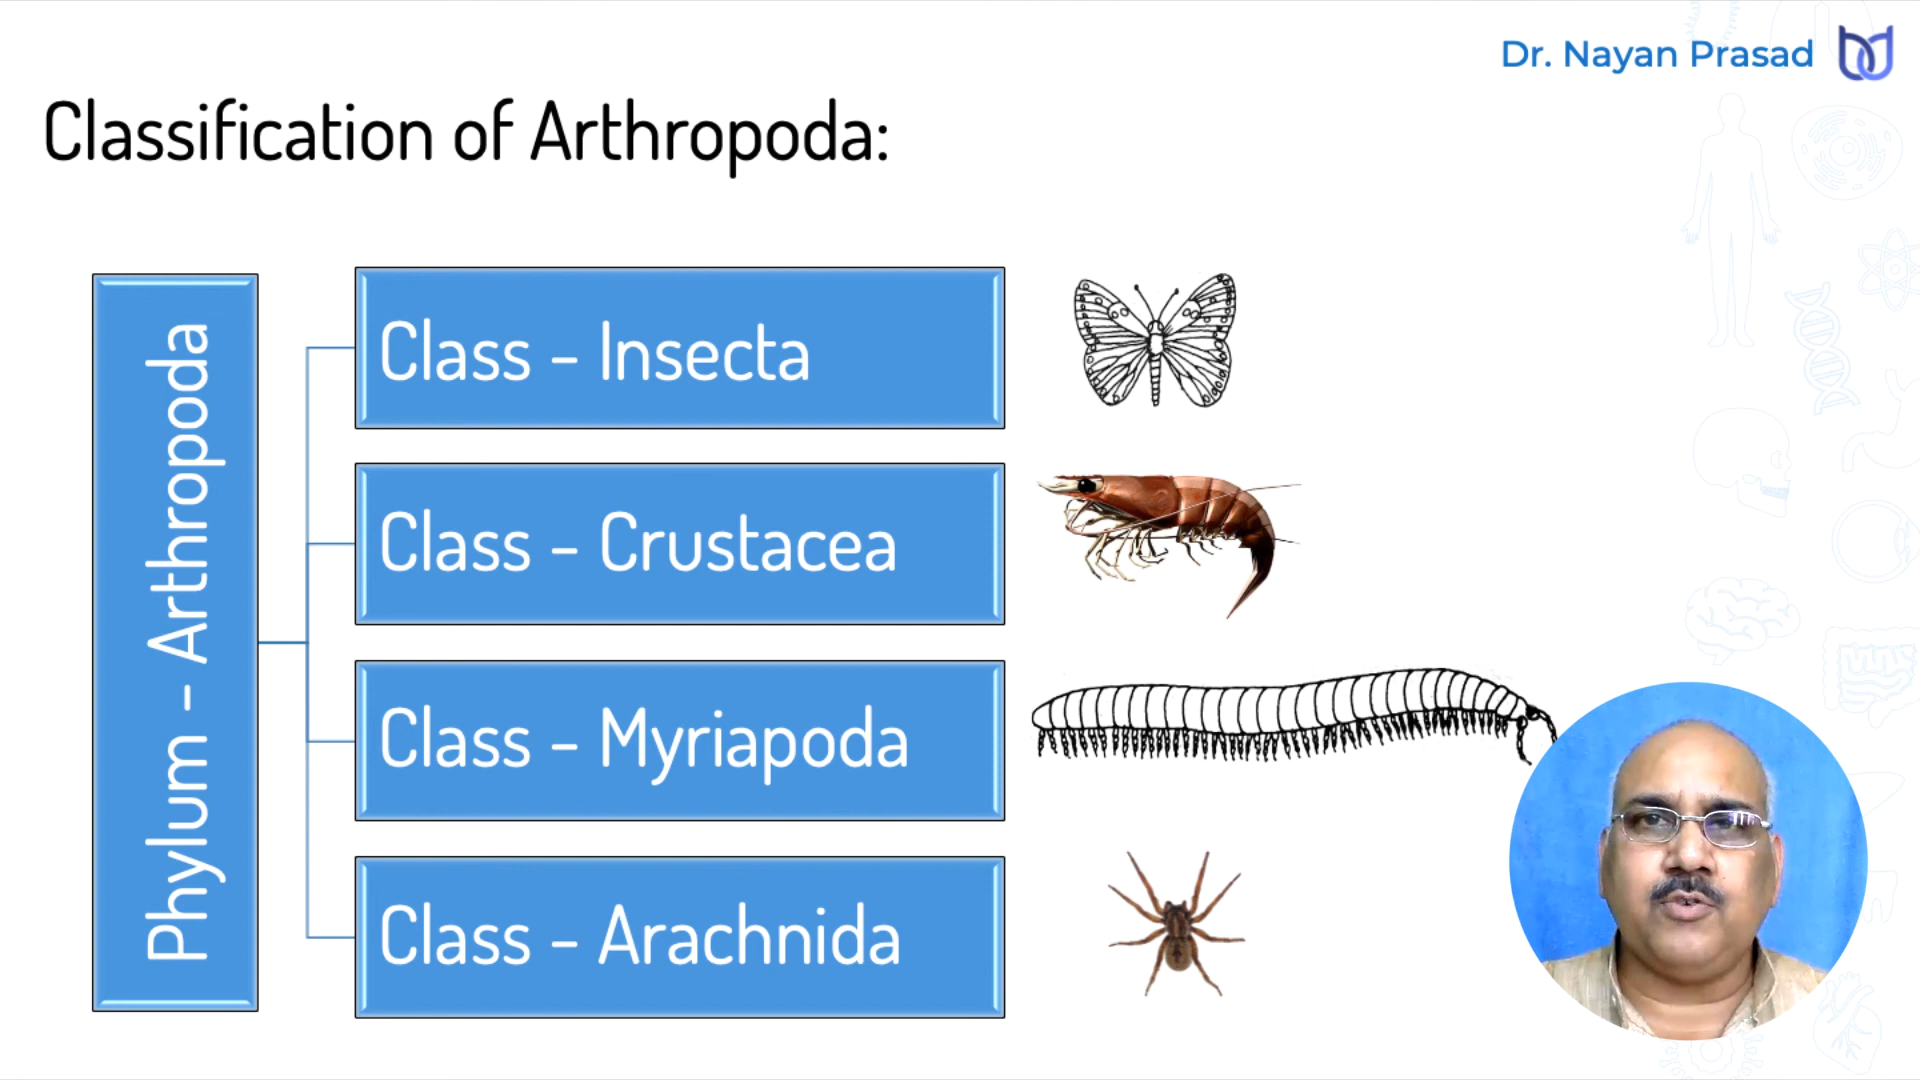 Dr. Nayan Prasad
Classification of Arthropoda:
Phylum - Arthropoda
Class – Insecta
Class – Crustacea
Class – Myriapoda
Class – Arachnida